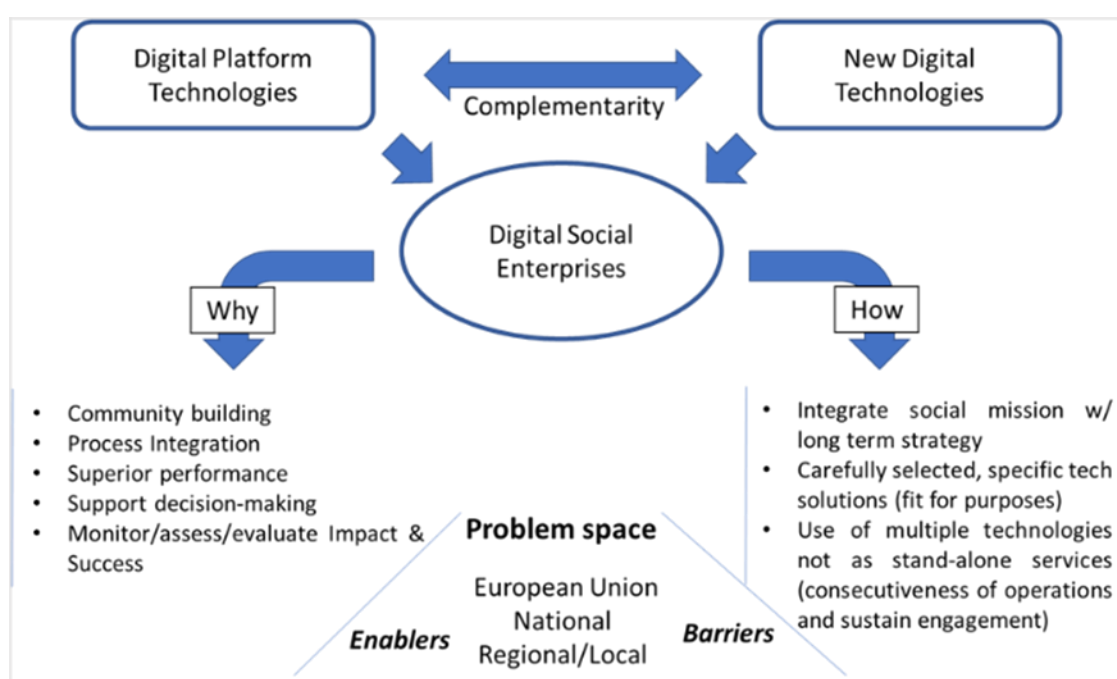 Digital Platform
Technologies
Complementarity
New Digital
Technologies
Digital Social
Enterprises
Why
How
• Community building
• Process Integration
• Superior performance
• Support decision-making
• Monitor/assess/evaluate Impact &
Success
• Integrate social mission w/
long term strategy
• Carefully selected, specific tech
solutions (fit for purposes)
• Use of multiple technologies
not as stand-alone services
(consecutiveness of operations
and sustain engagement)
Problem space
European Union
National
Regional/Local
Enablers
Barriers